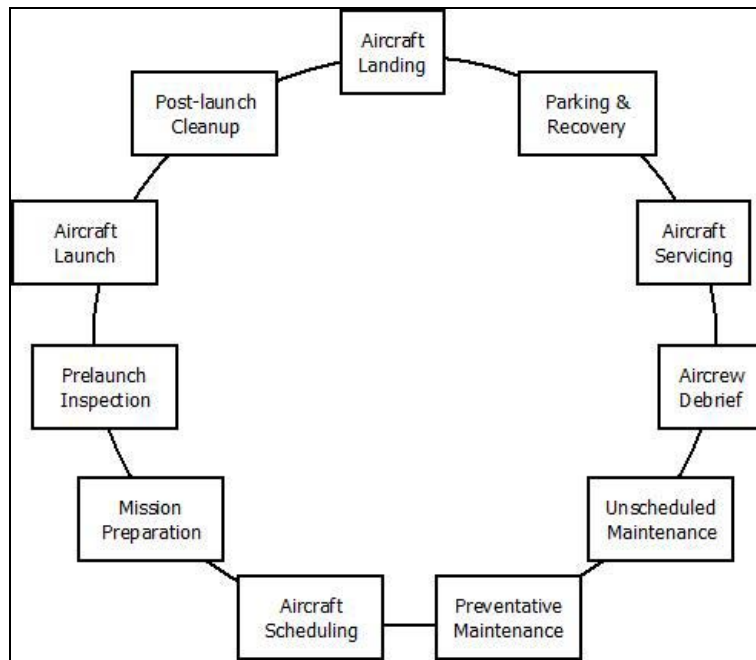 Aircraft
Landing
Parking &
Recovery
Aircraft
Servicing
Aircrew
Debrief
Unscheduled
Maintenance
Preventative
Maintenance
Aircraft
Scheduling
Mission
Preparation
Prelaunch
Inspection
Aircraft
Launch
Post-launch
Cleanup